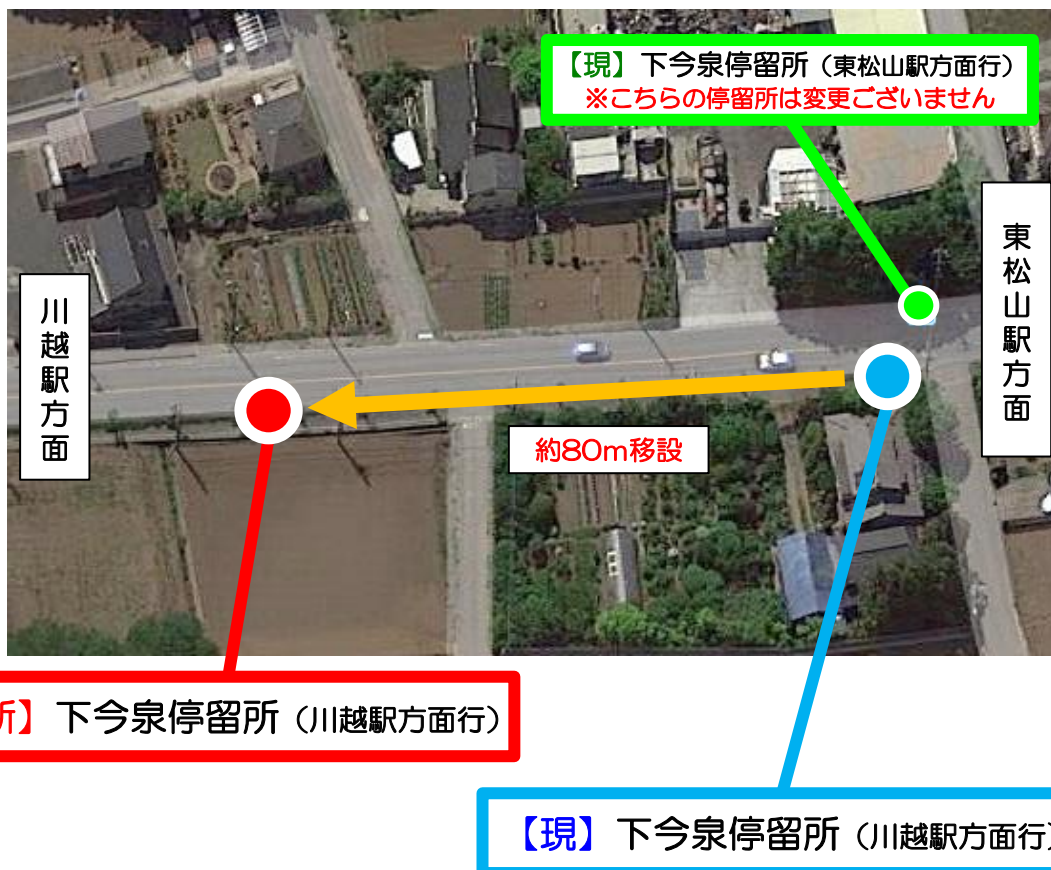 【現】下今泉停留所（東松山駅方面行）
※こちらの停留所は変更ございません
東松山駅方面
川越駅方面
約80m移設
所】下今泉停留所（川越駅方面行）
【現】下今泉停留所（川越駅方面行）